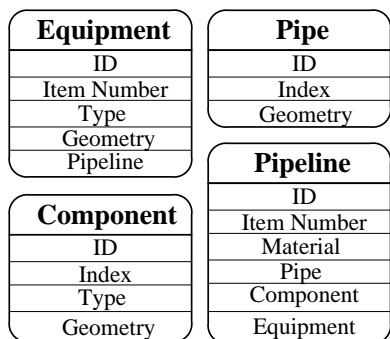 Equipment
ID
Item Number
Type
Geometry
Pipeline
Component
ID
Index
Type
Geometry
Pipe
ID
Index
Geometry
Pipeline
ID
Item Number
Material
Pipe
Component
Equipment